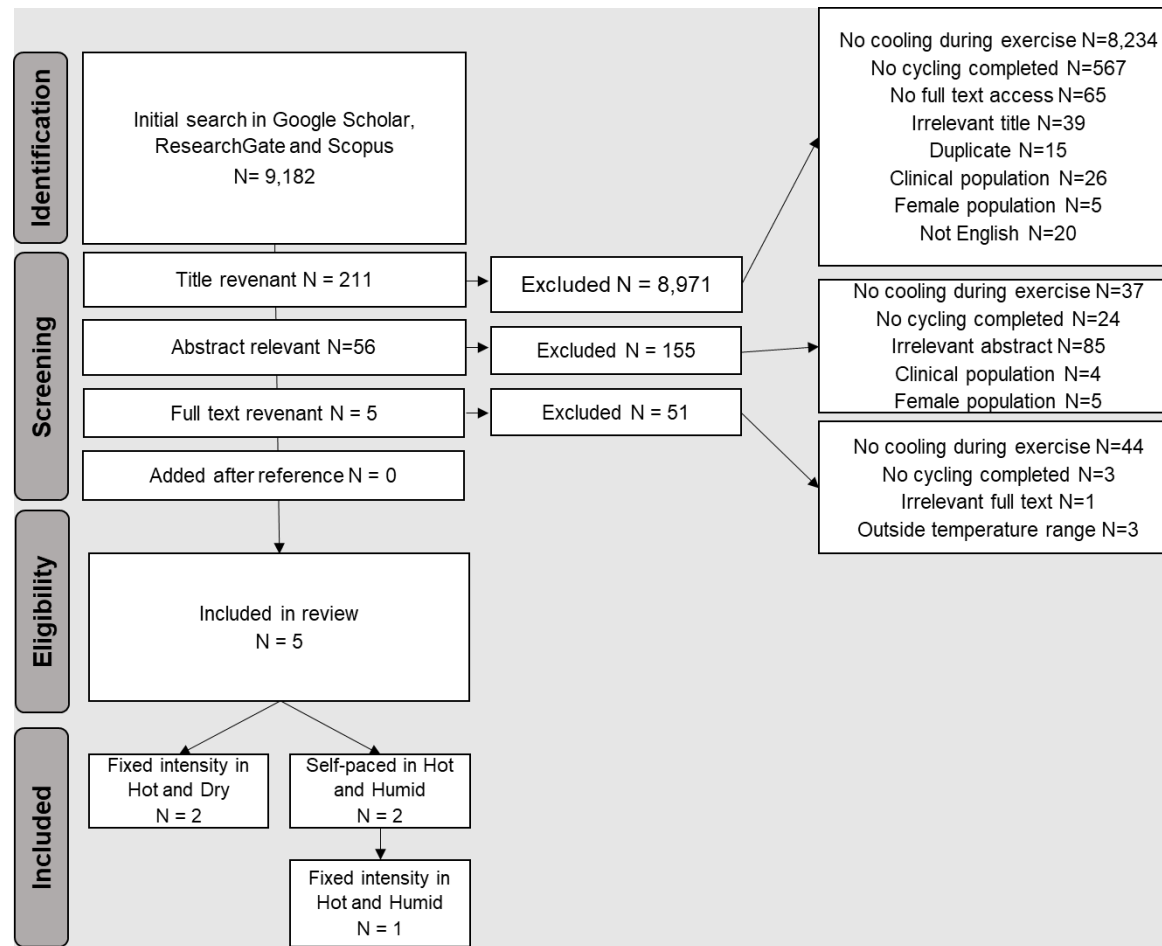 Identification
Initial search in Google Scholar,
ResearchGate and Scopus
N= 9,182
No cooling during exercise N=8,234
No cycling completed N=567
No full text access N=65
Irrelevant title N=39
Duplicate N=15
Clinical population N=26
Female population N=5
Not English N=20
Screening
Title revenant N = 211
Excluded N = 8,971
Abstract relevant N=56
Excluded N = 155
No cooling during exercise N=37
No cycling completed N=24
Irrelevant abstract N=85
Clinical population N=4
Female population N=5
Full text revenant N = 5
Excluded N = 51
No cooling during exercise N=44
No cycling completed N=3
Irrelevant full text N=1
Outside temperature range N=3
Added after reference N = 0
Eligibility
Included in review
N = 5
Included
Fixed intensity in
Hot and Dry
N = 2
Self-paced in Hot
and Humid
N = 2
Fixed intensity in
Hot and Humid
N = 1